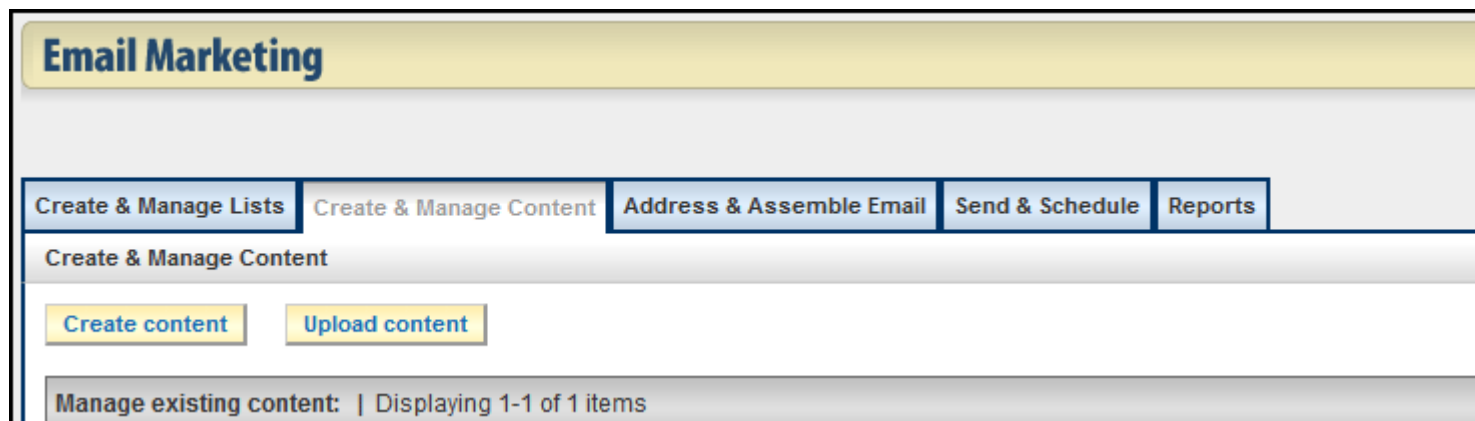 Email Marketing
Create & Manage Lists Create & Manage Content Address & Assemble Email Send & Schedule Reports
Create & Manage Content
Create content Upload content
Manage existing content: | Displaying 1-1 of 1 items